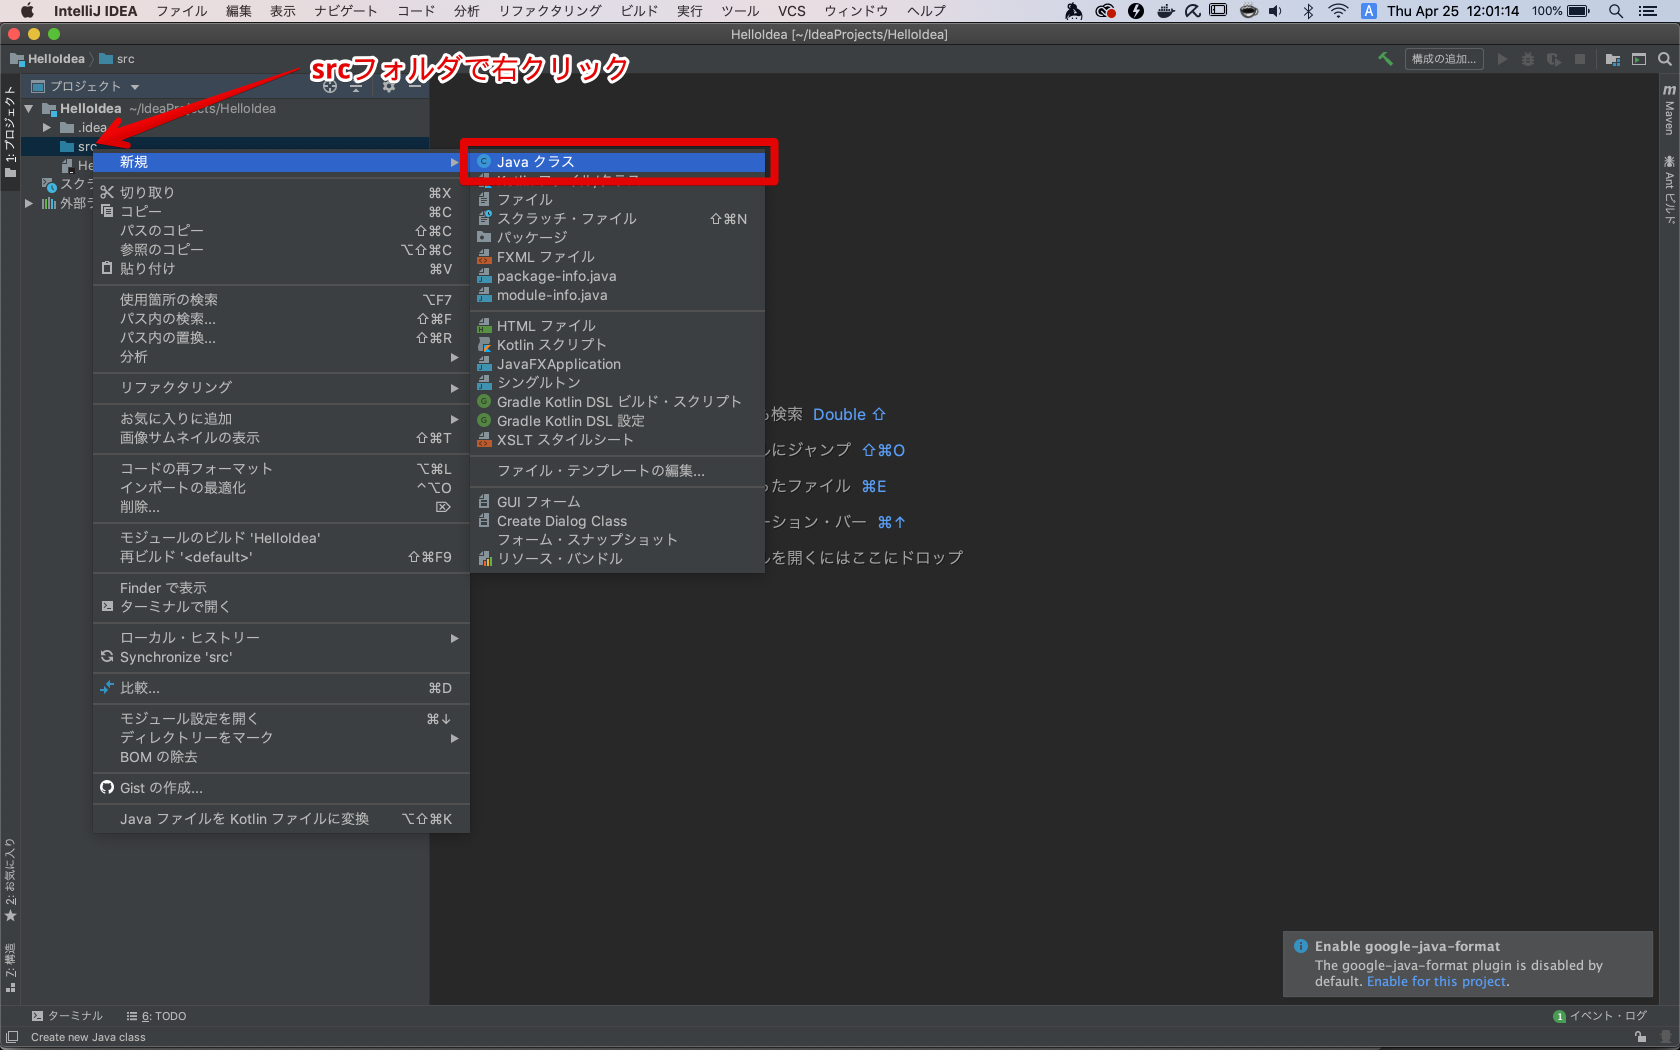 IntelliJ IDEA ファイル 編集 表示 ナビゲート コード 分析 リファクタリング ビルド 実行 ツール VCS ウィンドウ ヘルプ A Thu Apr 25 12:01:14 100%
HelloIdea [~/IdeaProjects/HelloIdea]
HelloIdea src 構成の追加...
srcフォルダで右クリック
プロジェクト
1: プロジェクト
HelloIdea ~/IdeaProjects/HelloIdea
.idea
src
He
スクラ
外部ラ
新規
切り取り ⌘X
コピー ⌘C
パスのコピー ⇧⌘C
参照のコピー ⌥⇧⌘C
貼り付け ⌘V
使用箇所の検索 ⌥F7
パス内の検索... ⇧⌘F
パス内の置換... ⇧⌘R
分析
リファクタリング
お気に入りに追加
画像サムネイルの表示 ⇧⌘T
コードの再フォーマット ⌥⌘L
インポートの最適化 ^⌥O
削除... ⌦
モジュールのビルド 'HelloIdea'
再ビルド '<default>' ⇧⌘F9
Finder で表示
ターミナルで開く
ローカル・ヒストリー
Synchronize 'src'
比較... ⌘D
モジュール設定を開く ⌘↓
ディレクトリーをマーク
BOM の除去
Gist の作成...
Java ファイルを Kotlin ファイルに変換 ⌥⇧⌘K
Java クラス
Kotlin ファイル/クラス
ファイル
スクラッチ・ファイル ⇧⌘N
パッケージ
FXML ファイル
package-info.java
module-info.java
HTML ファイル
Kotlin スクリプト
JavaFXApplication
シングルトン
Gradle Kotlin DSL ビルド・スクリプト
Gradle Kotlin DSL 設定
XSLT スタイルシート
ファイル・テンプレートの編集...
GUI フォーム
Create Dialog Class
フォーム・スナップショット
リソース・バンドル
検索 Double ⇧
にジャンプ ⇧⌘O
ったファイル ⌘E
ーション・バー ⌘↑
を開くにはここにドロップ
Maven
Ant ビルド
2: お気に入り
Z: 構造
Enable google-java-format
The google-java-format plugin is disabled by
default. Enable for this project.
ターミナル 6: TODO 1 イベント・ログ
Create new Java class